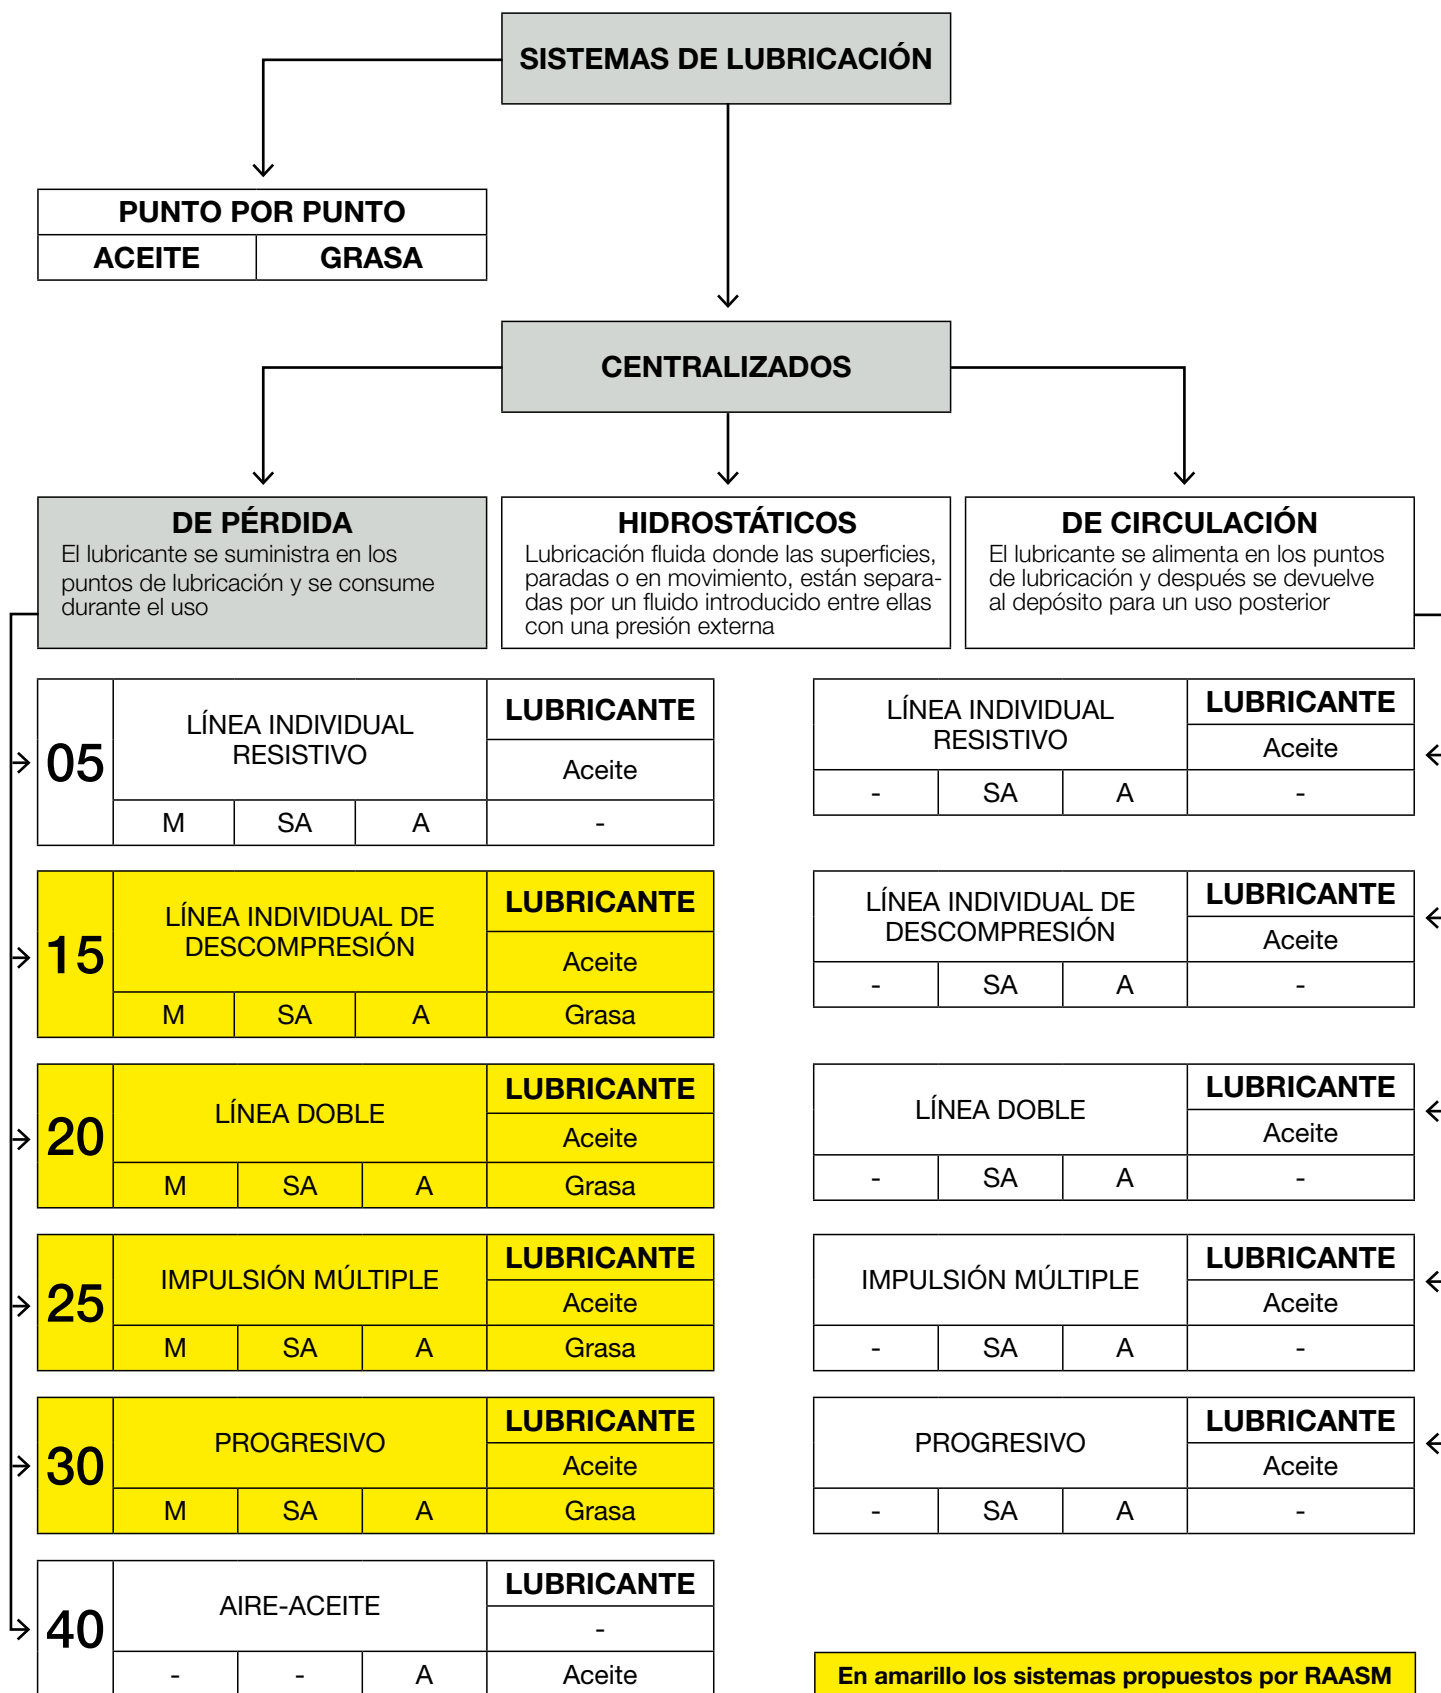 SISTEMAS DE LUBRICACIÓN
PUNTO POR PUNTO
ACEITE GRASA
CENTRALIZADOS
DE PÉRDIDA
El lubricante se suministra en los
puntos de lubricación y se consume
durante el uso
HIDROSTÁTICOS
Lubricación fluida donde las superficies,
paradas o en movimiento, están separa-
das por un fluido introducido entre ellas
con una presión externa
DE CIRCULACIÓN
El lubricante se alimenta en los puntos
de lubricación y después se devuelve
al depósito para un uso posterior
05
LÍNEA INDIVIDUAL
RESISTIVO
LUBRICANTE
Aceite
M SA A -
LÍNEA INDIVIDUAL
RESISTIVO
LUBRICANTE
Aceite
- SA A -
15
LÍNEA INDIVIDUAL DE
DESCOMPRESIÓN
LUBRICANTE
Aceite
M SA A Grasa
LÍNEA INDIVIDUAL DE
DESCOMPRESIÓN
LUBRICANTE
Aceite
- SA A -
20
LÍNEA DOBLE
LUBRICANTE
Aceite
M SA A Grasa
LÍNEA DOBLE
LUBRICANTE
Aceite
- SA A -
25
IMPULSIÓN MÚLTIPLE
LUBRICANTE
Aceite
M SA A Grasa
IMPULSIÓN MÚLTIPLE
LUBRICANTE
Aceite
- SA A -
30
PROGRESIVO
LUBRICANTE
Aceite
M SA A Grasa
PROGRESIVO
LUBRICANTE
Aceite
- SA A -
40
AIRE-ACEITE
LUBRICANTE
-
- - A Aceite
En amarillo los sistemas propuestos por RAASM